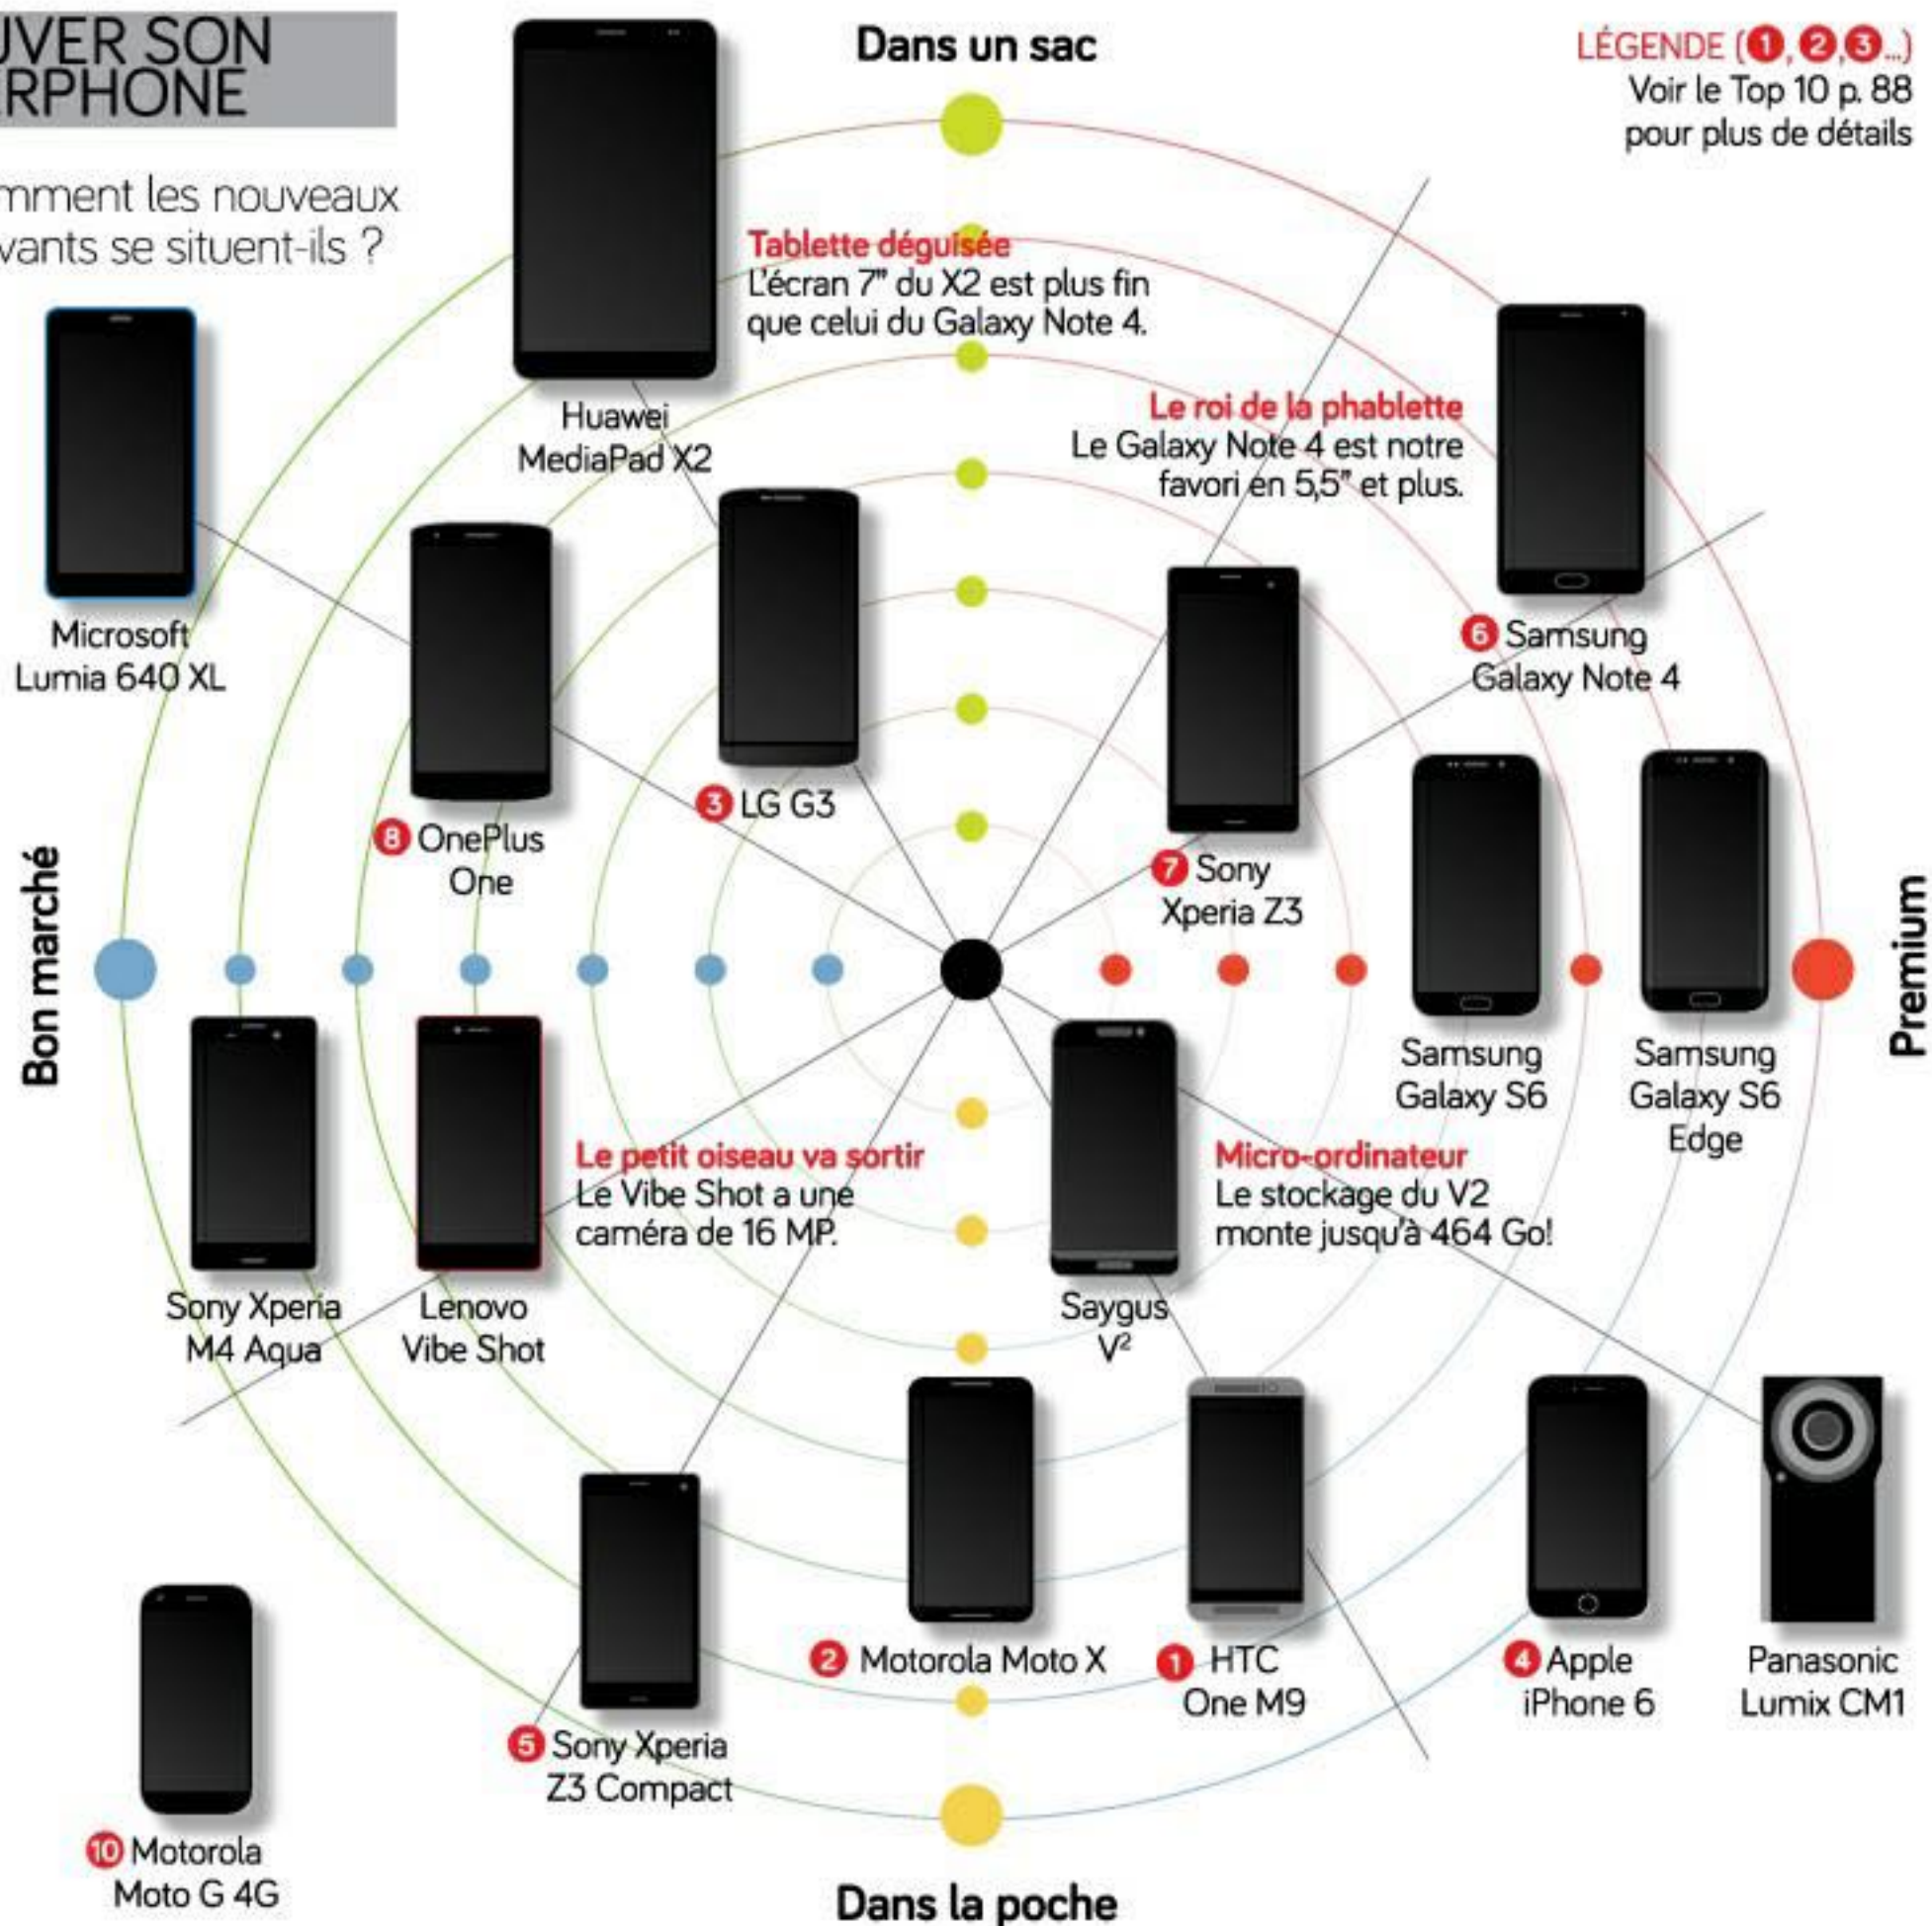 UVER SON
RPHONE
mment les nouveaux
vants se situent-ils ?
Dans un sac
LÉGENDE (1, 2, 3...)
Voir le Top 10 p. 88
pour plus de détails
Tablette déguisée
L'écran 7" du X2 est plus fin
que celui du Galaxy Note 4.
Huawei
MediaPad X2
Le roi de la phablette
Le Galaxy Note 4 est notre
favori en 5,5" et plus.
Microsoft
Lumia 640 XL
6 Samsung
Galaxy Note 4
3 LG G3
8 OnePlus
One
7 Sony
Xperia Z3
Bon marché
Premium
Samsung
Galaxy S6
Samsung
Galaxy S6
Edge
Le petit oiseau va sortir
Le Vibe Shot a une
caméra de 16 MP.
Micro-ordinateur
Le stockage du V2
monte jusqu'à 464 Go!
Sony Xperia
M4 Aqua
Lenovo
Vibe Shot
Saygus
V²
2 Motorola Moto X
1 HTC
One M9
4 Apple
iPhone 6
Panasonic
Lumix CM1
5 Sony Xperia
Z3 Compact
10 Motorola
Moto G 4G
Dans la poche